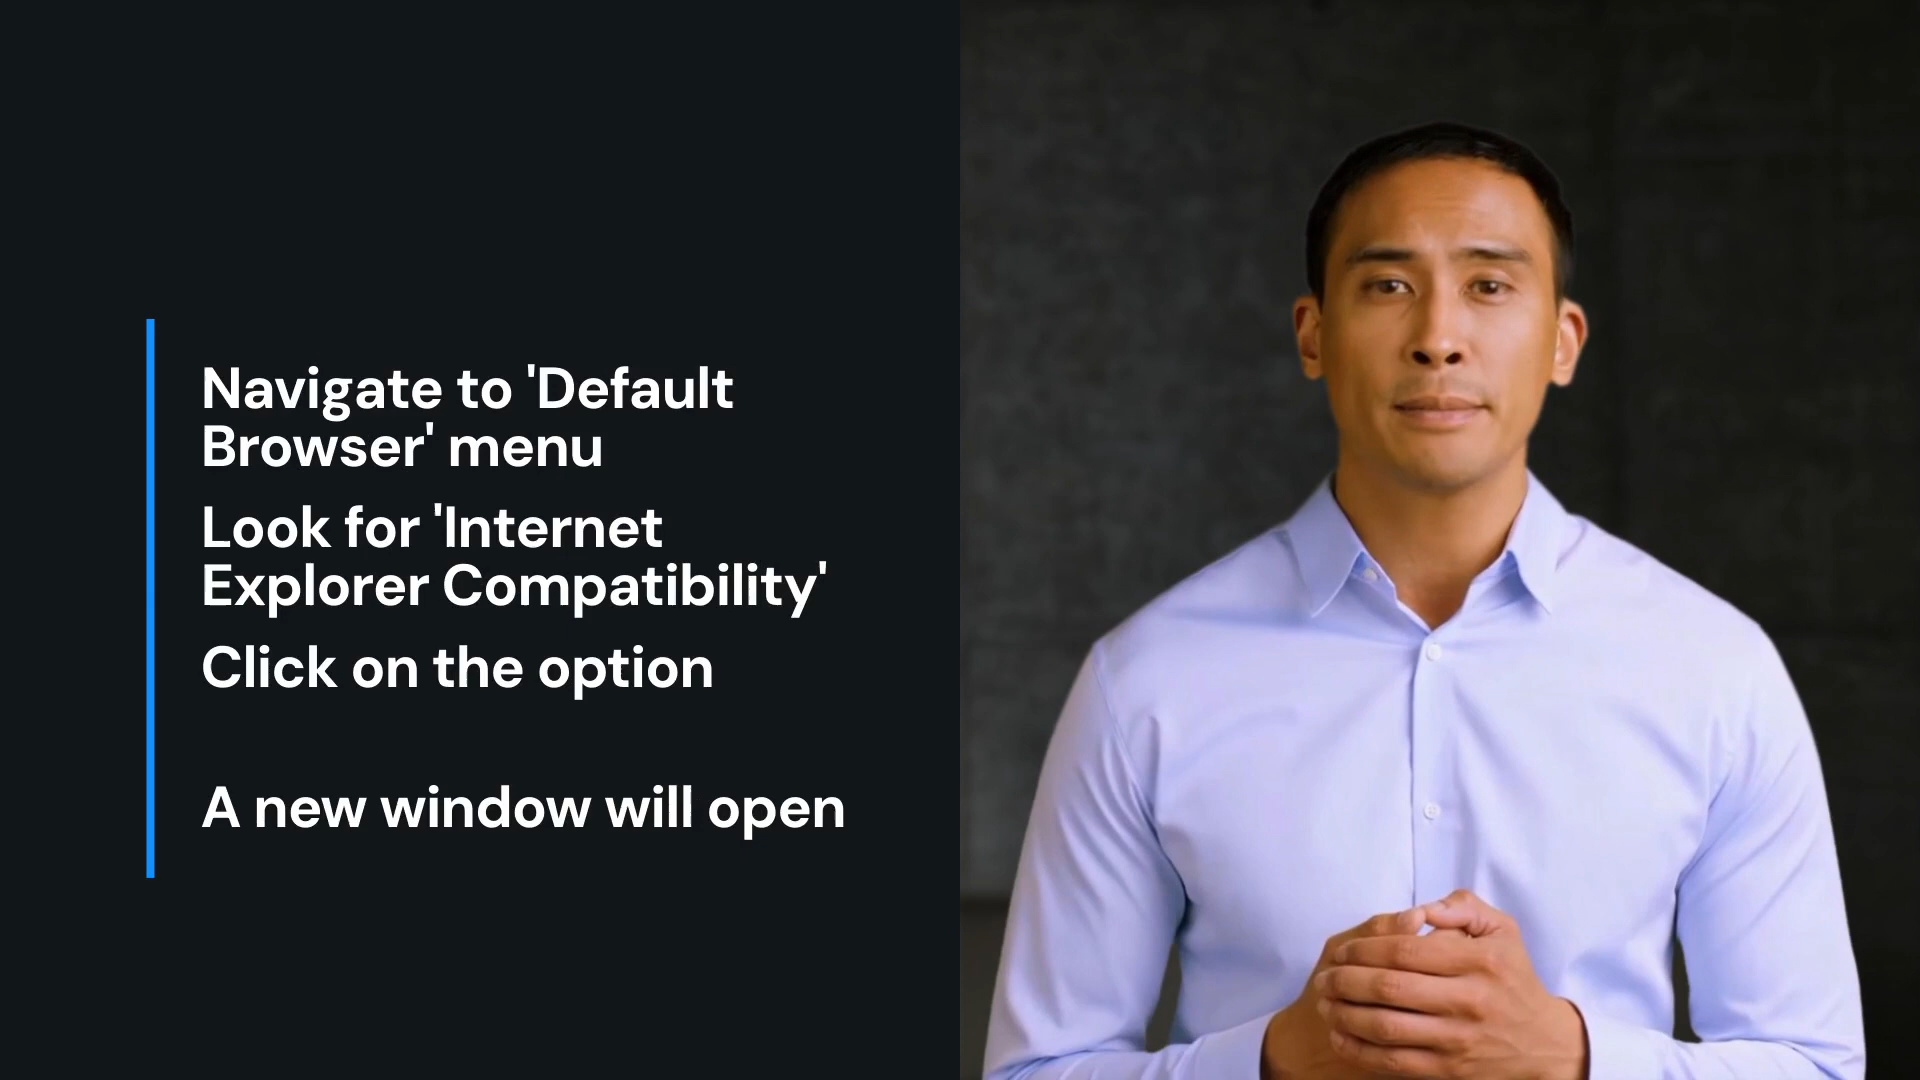 Navigate to 'Default
Browser' menu
Look for 'Internet
Explorer Compatibility'
Click on the option
A new window will open